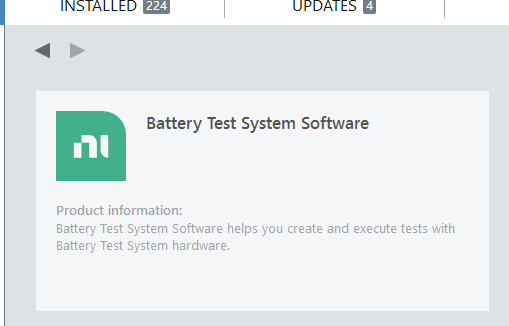 INSTALLED 224 UPDATES 4
ni
Battery Test System Software
Product information:
Battery Test System Software helps you create and execute tests with
Battery Test System hardware.